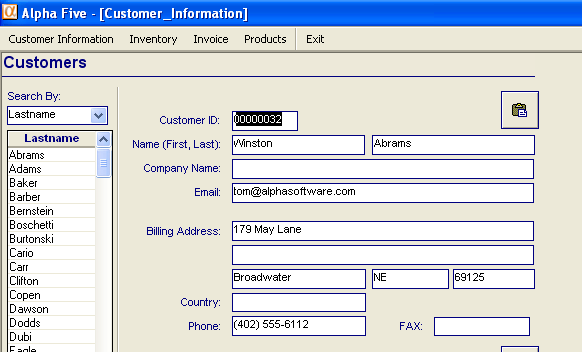 Alpha Five - [Customer_Information]
Customer Information Inventory Invoice Products Exit
Customers
Search By:
Lastname
Lastname
Abrams
Adams
Baker
Barber
Bernstein
Boschetti
Burtonski
Cario
Carr
Clifton
Copen
Dawson
Dodds
Dubi
Eagle
Customer ID: 00000032
Name (First, Last): Winston Abrams
Company Name:
Email: tom@alphasoftware.com
Billing Address: 179 May Lane
Broadwater NE 69125
Country:
Phone: (402) 555-6112 FAX: